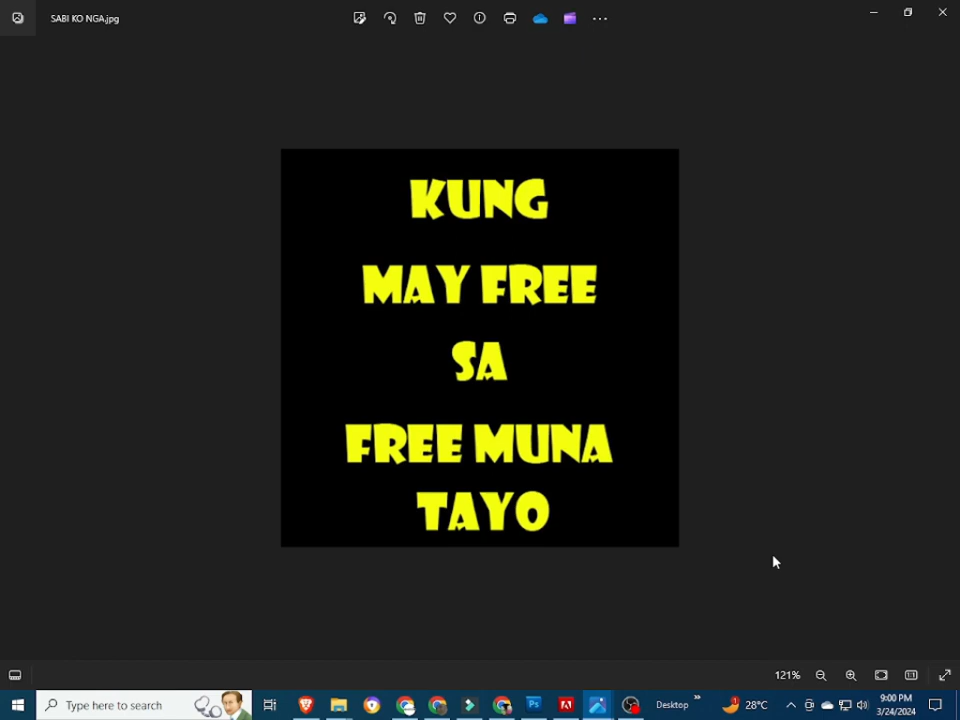 SABI KO NGA.jpg
KUNG
MAY FREE
SA
FREE MUNA
TAYO
121%
Type here to search
Ps
Desktop
28°C
9:00 PM
3/24/2024